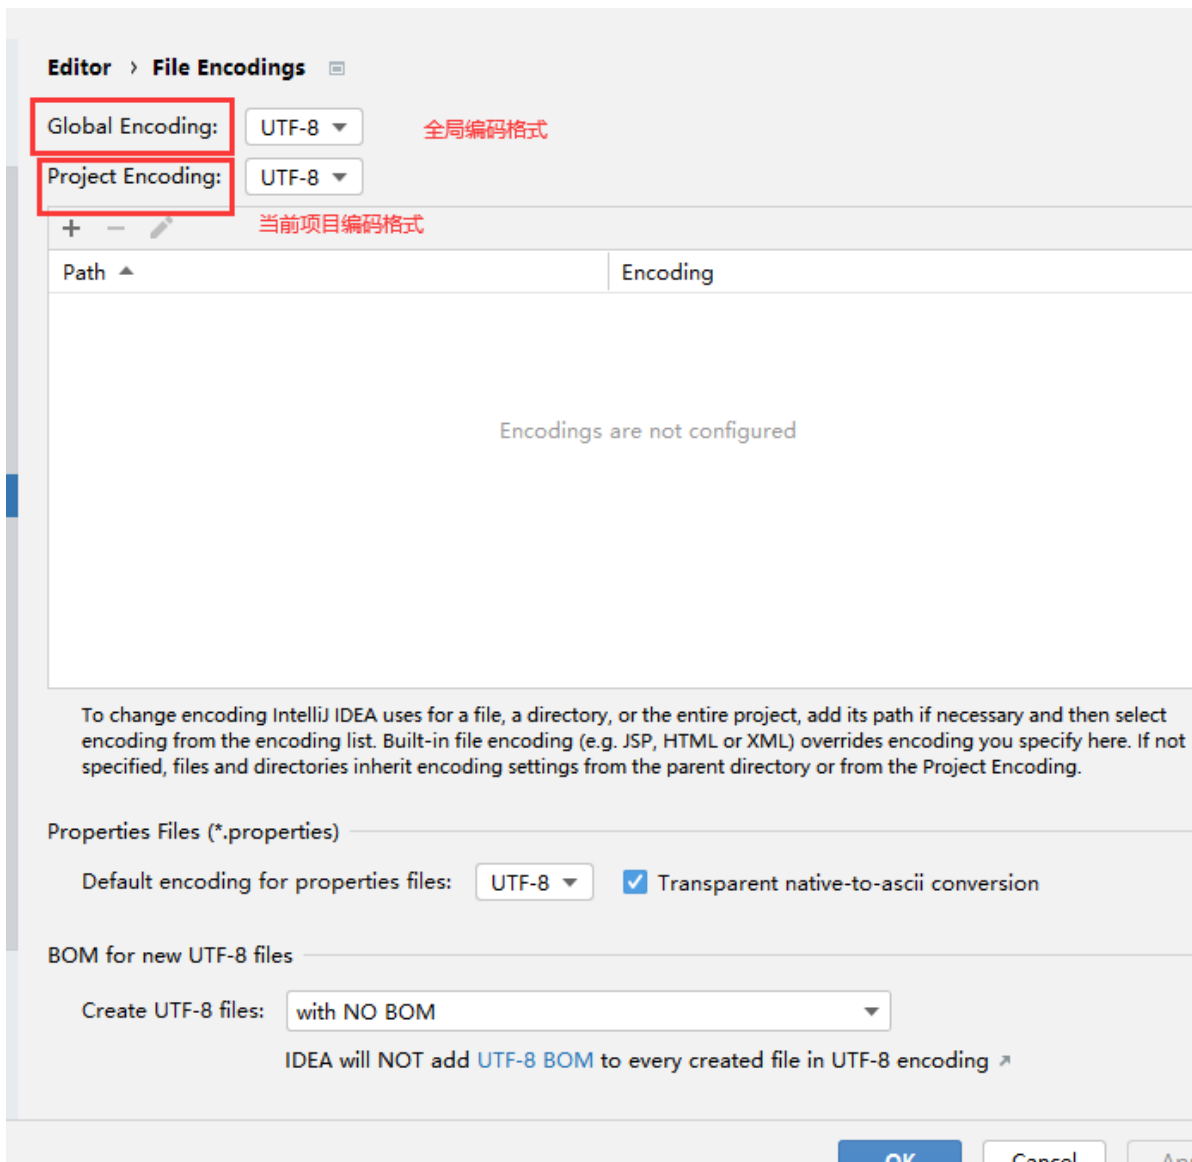 Editor › File Encodings
Global Encoding: UTF-8 全局编码格式
Project Encoding: UTF-8
当前项目编码格式
Path Encoding
Encodings are not configured
To change encoding IntelliJ IDEA uses for a file, a directory, or the entire project, add its path if necessary and then select
encoding from the encoding list. Built-in file encoding (e.g. JSP, HTML or XML) overrides encoding you specify here. If not
specified, files and directories inherit encoding settings from the parent directory or from the Project Encoding.
Properties Files (*.properties)
Default encoding for properties files: UTF-8 Transparent native-to-ascii conversion
BOM for new UTF-8 files
Create UTF-8 files: with NO BOM
IDEA will NOT add UTF-8 BOM to every created file in UTF-8 encoding
OK Cancel